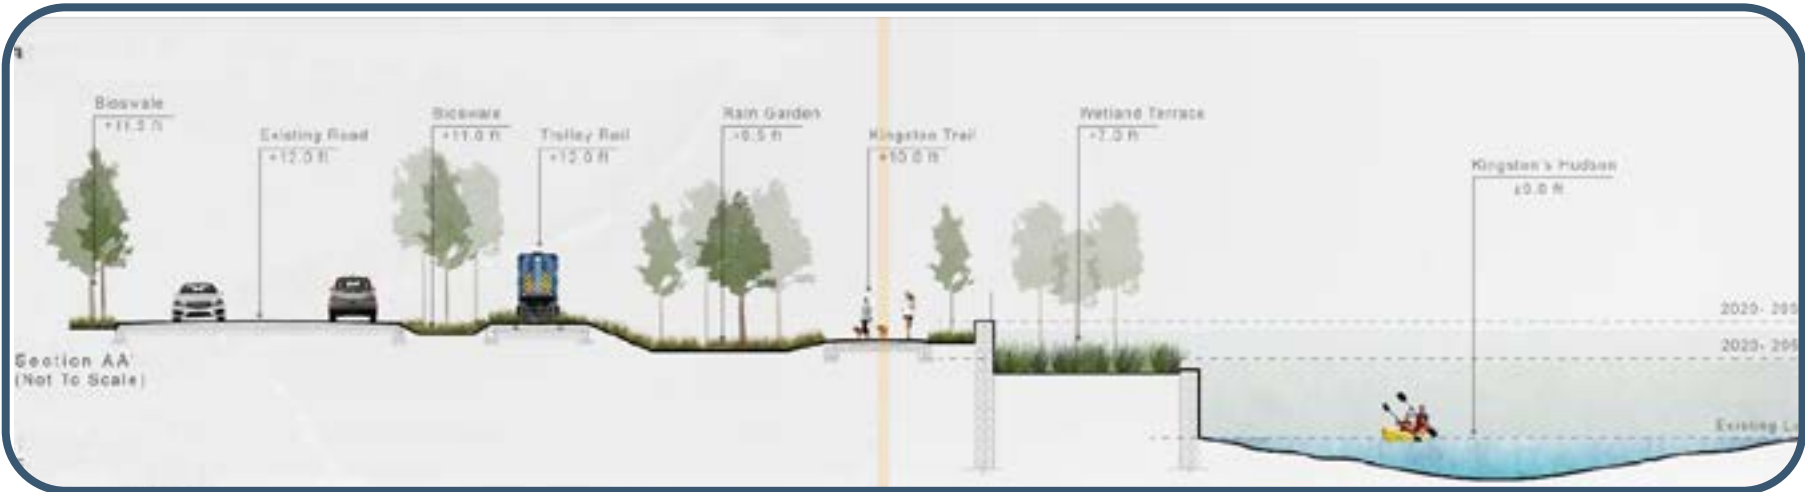 Bioswale
+11.5 ft
Existing Road
+12.0 ft
Bioswale
+11.0 ft
Trolley Rail
+12.0 ft
Rain Garden
+9.5 ft
Kingston Trail
+10.0 ft
Wetland Terrace
+7.0 ft
Kingston's Hudson
±0.0 ft
Section AA'
(Not To Scale)
Existing